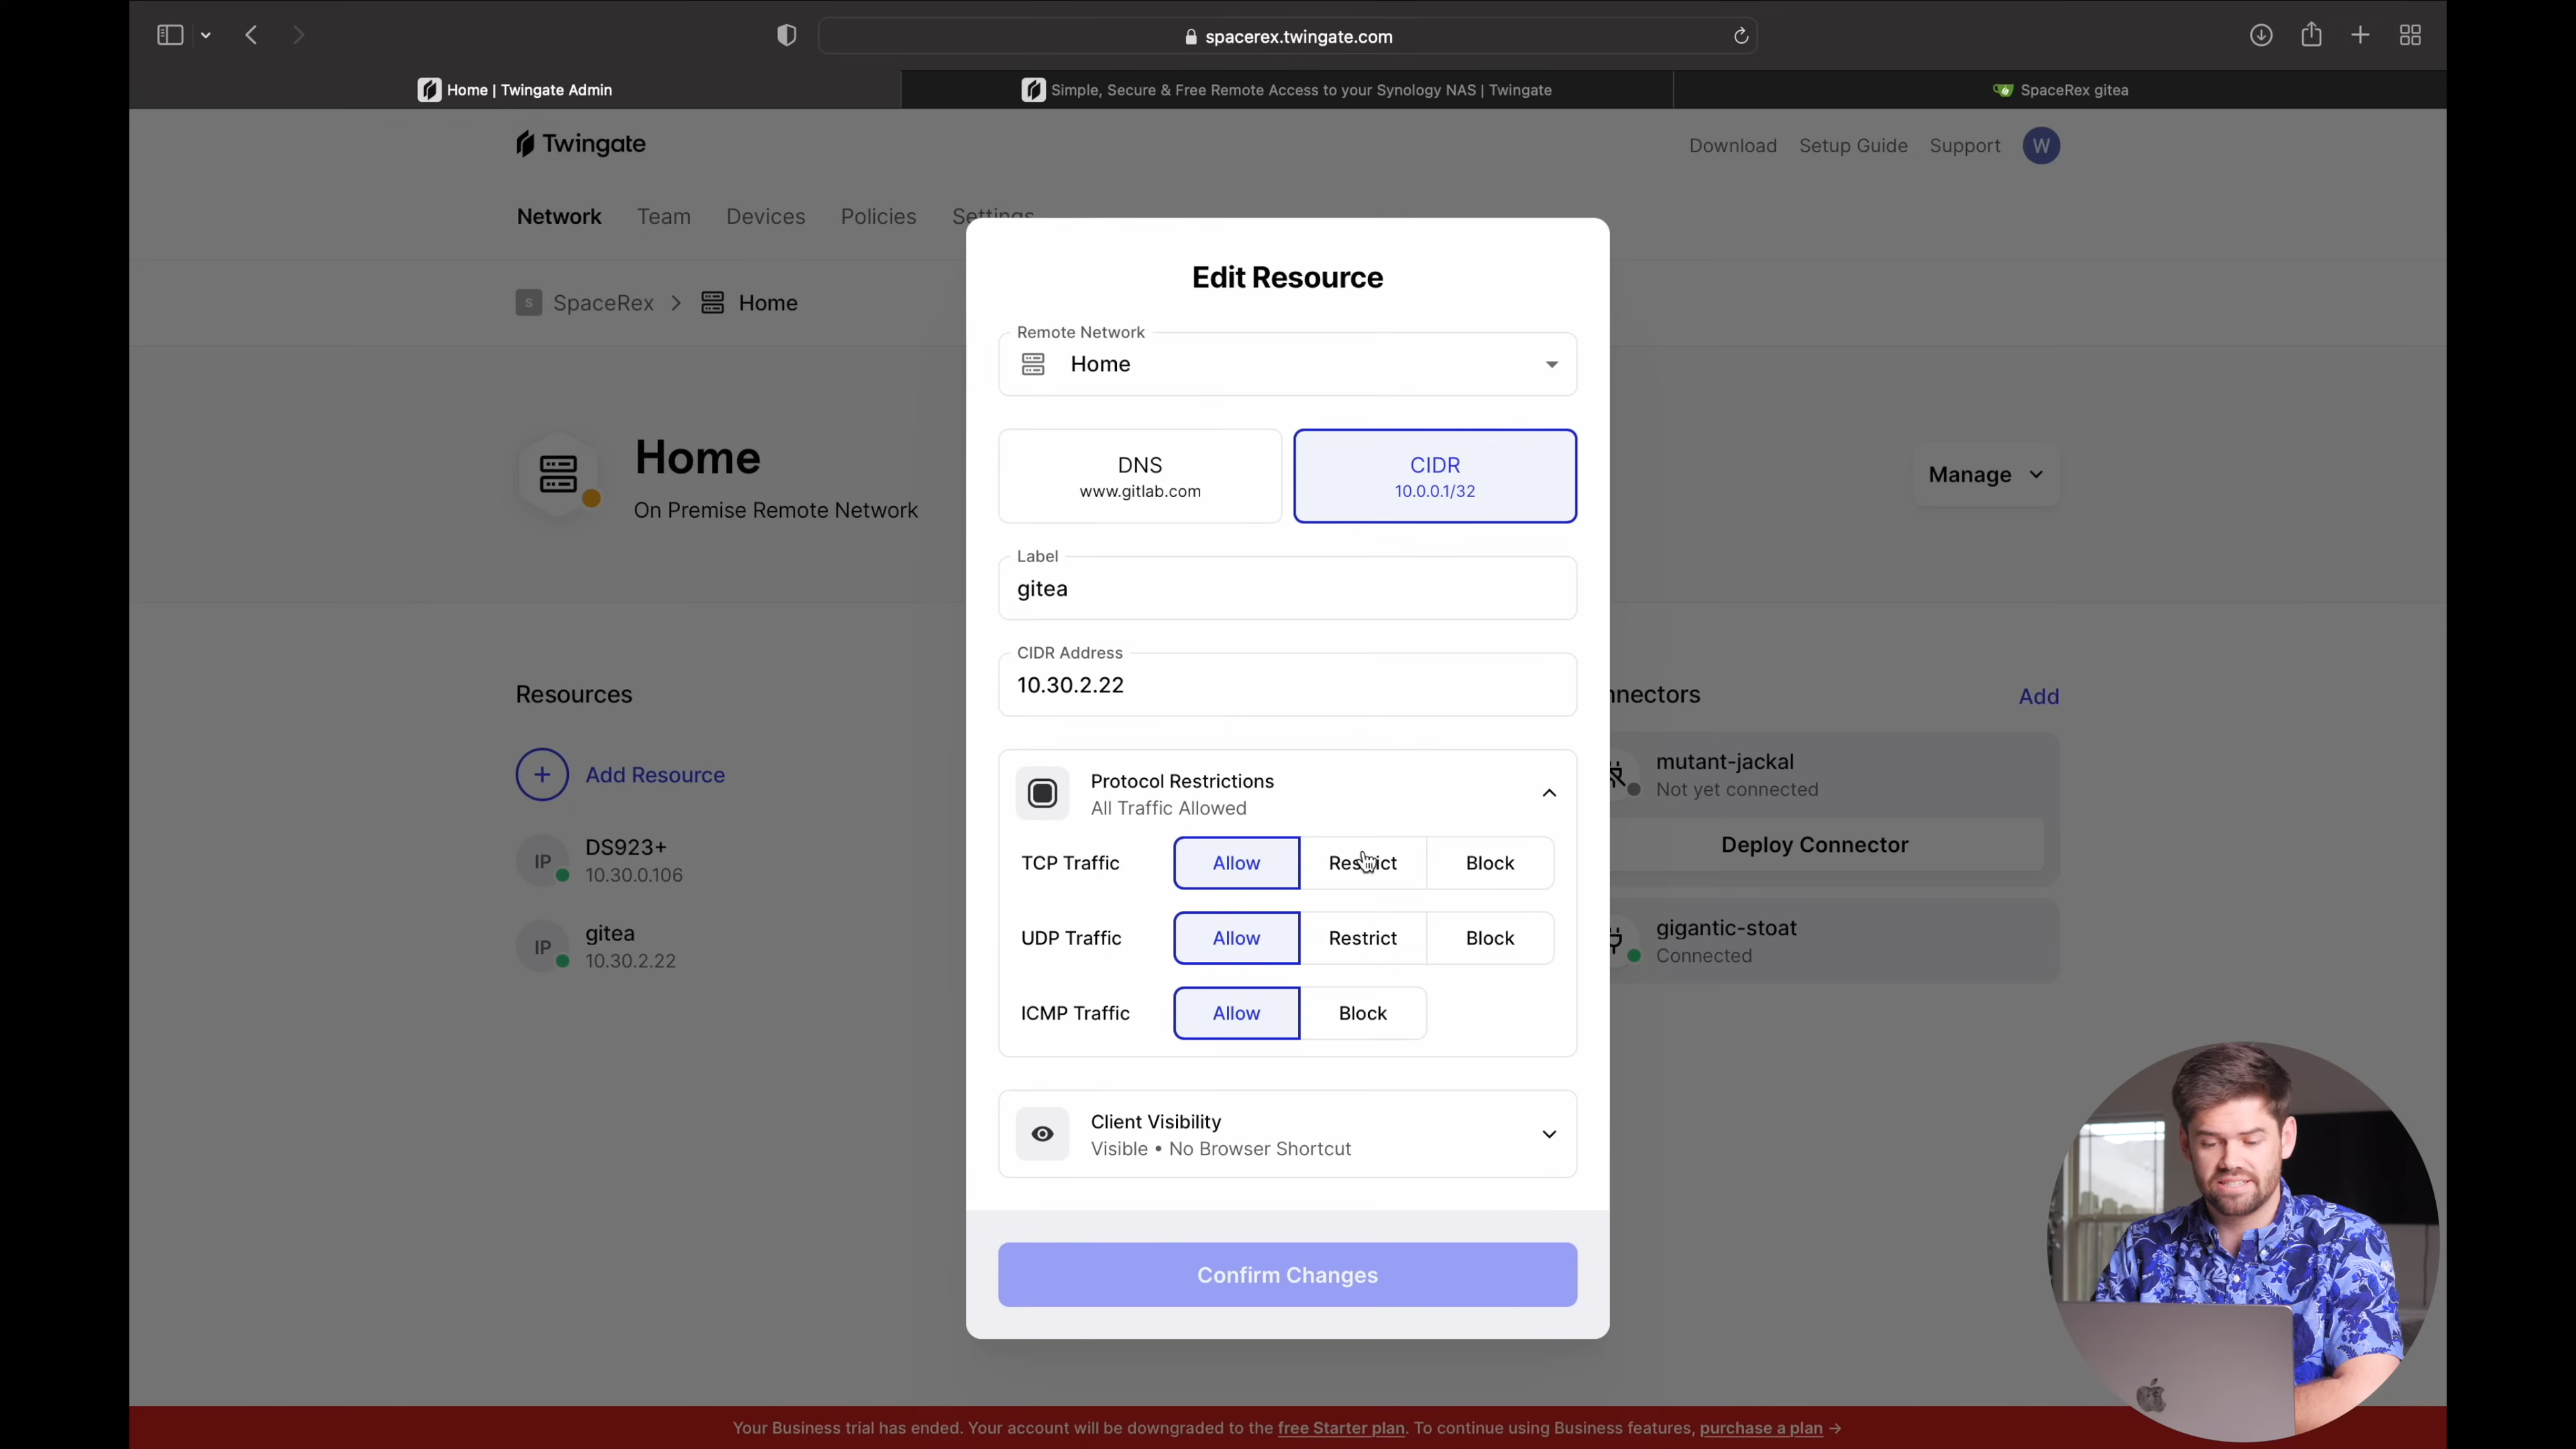 spacerex.twingate.com
Home | Twingate Admin
Simple, Secure & Free Remote Access to your Synology NAS | Twingate
SpaceRex gitea
Twingate
Download
Setup Guide
Support
W
Network
Team
Devices
Policies
Settings
S SpaceRex > Home
Home
On Premise Remote Network
Manage
Resources
Add Resource
IP
DS923+
10.30.0.106
IP
gitea
10.30.2.22
Edit Resource
Remote Network
Home
DNS
www.gitlab.com
CIDR
10.0.0.1/32
Label
gitea
CIDR Address
10.30.2.22
Protocol Restrictions
All Traffic Allowed
TCP Traffic
Allow
Restrict
Block
UDP Traffic
Allow
Restrict
Block
ICMP Traffic
Allow
Block
Client Visibility
Visible • No Browser Shortcut
Confirm Changes
nnectors
Add
mutant-jackal
Not yet connected
Deploy Connector
gigantic-stoat
Connected
Your Business trial has ended. Your account will be downgraded to the free Starter plan. To continue using Business features, purchase a plan →